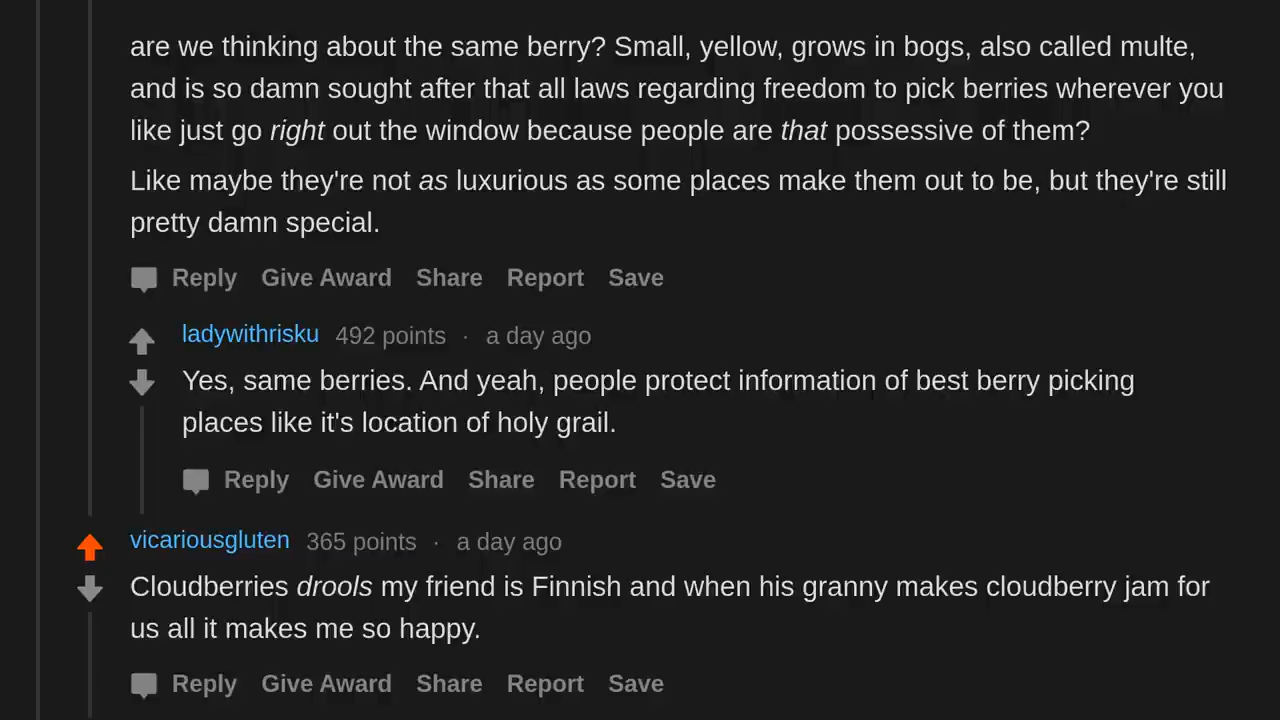 are we thinking about the same berry? Small, yellow, grows in bogs, also called multe,
and is so damn sought after that all laws regarding freedom to pick berries wherever you
like just go right out the window because people are that possessive of them?
Like maybe they're not as luxurious as some places make them out to be, but they're still
pretty damn special.
Reply Give Award Share Report Save
ladywithrisku 492 points · a day ago
Yes, same berries. And yeah, people protect information of best berry picking
places like it's location of holy grail.
Reply Give Award Share Report Save
vicariousgluten 365 points · a day ago
Cloudberries drools my friend is Finnish and when his granny makes cloudberry jam for
us all it makes me so happy.
Reply Give Award Share Report Save